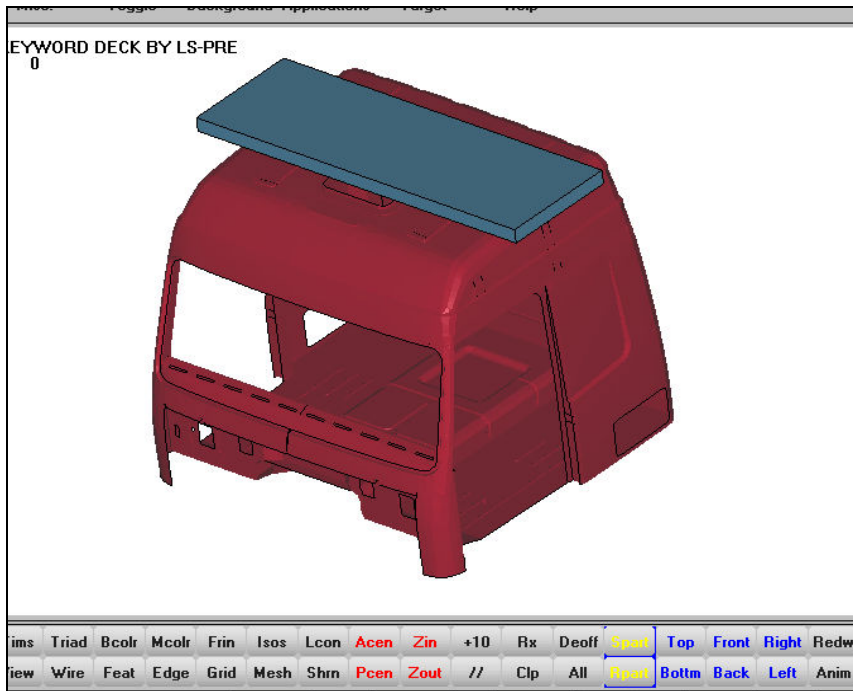 EYWORD DECK BY LS-PRE
0
ims Triad Bcolr Mcolr Frin Isos Lcon Acen Zin +10 Rx Deoff Spart Top Front Right Redw
iew Wire Feat Edge Grid Mesh Shrn Pcen Zout // Clp All Rpart Bottm Back Left Anim